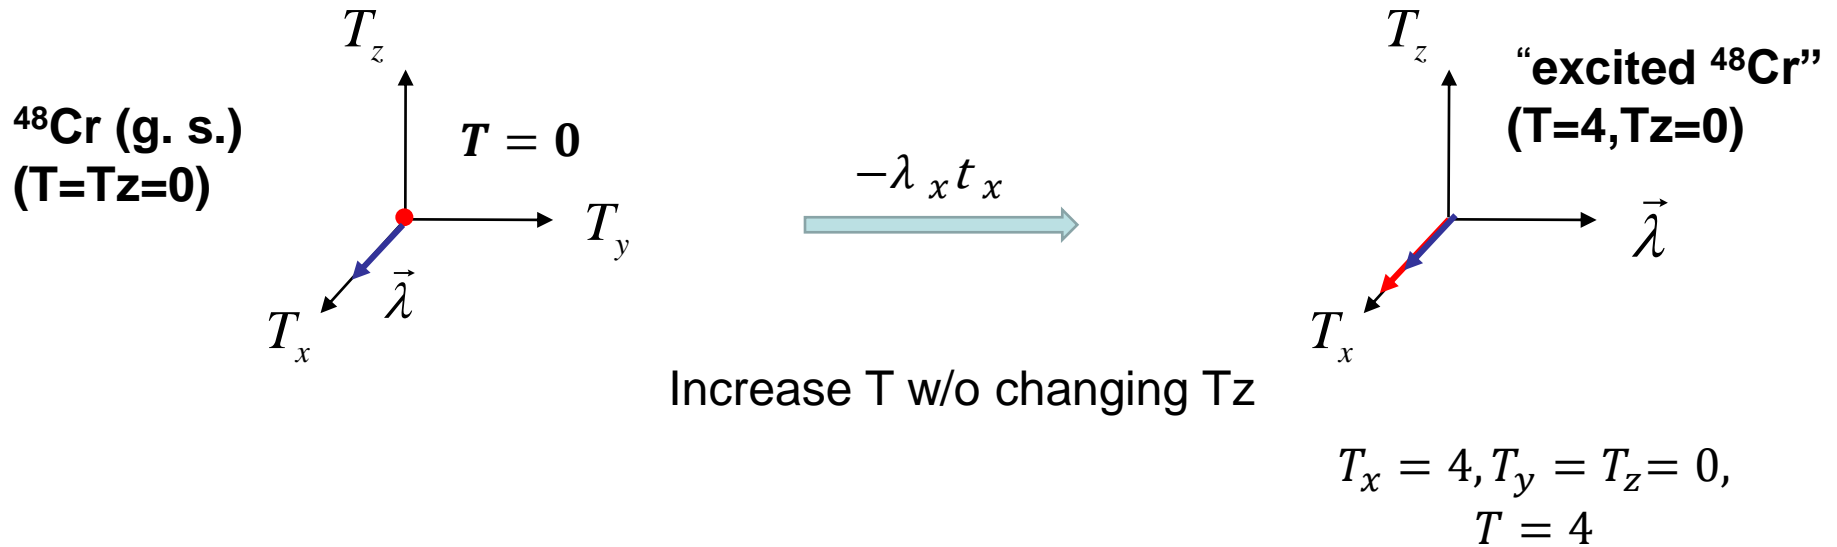 T_z
⁴⁸Cr (g. s.)
(T=Tz=0)
T = 0
T_y
λ⃗
T_x
−λ_x t_x
Increase T w/o changing Tz
T_z
“excited ⁴⁸Cr”
(T=4,Tz=0)
λ⃗
T_x
T_x = 4, T_y = T_z = 0,
T = 4